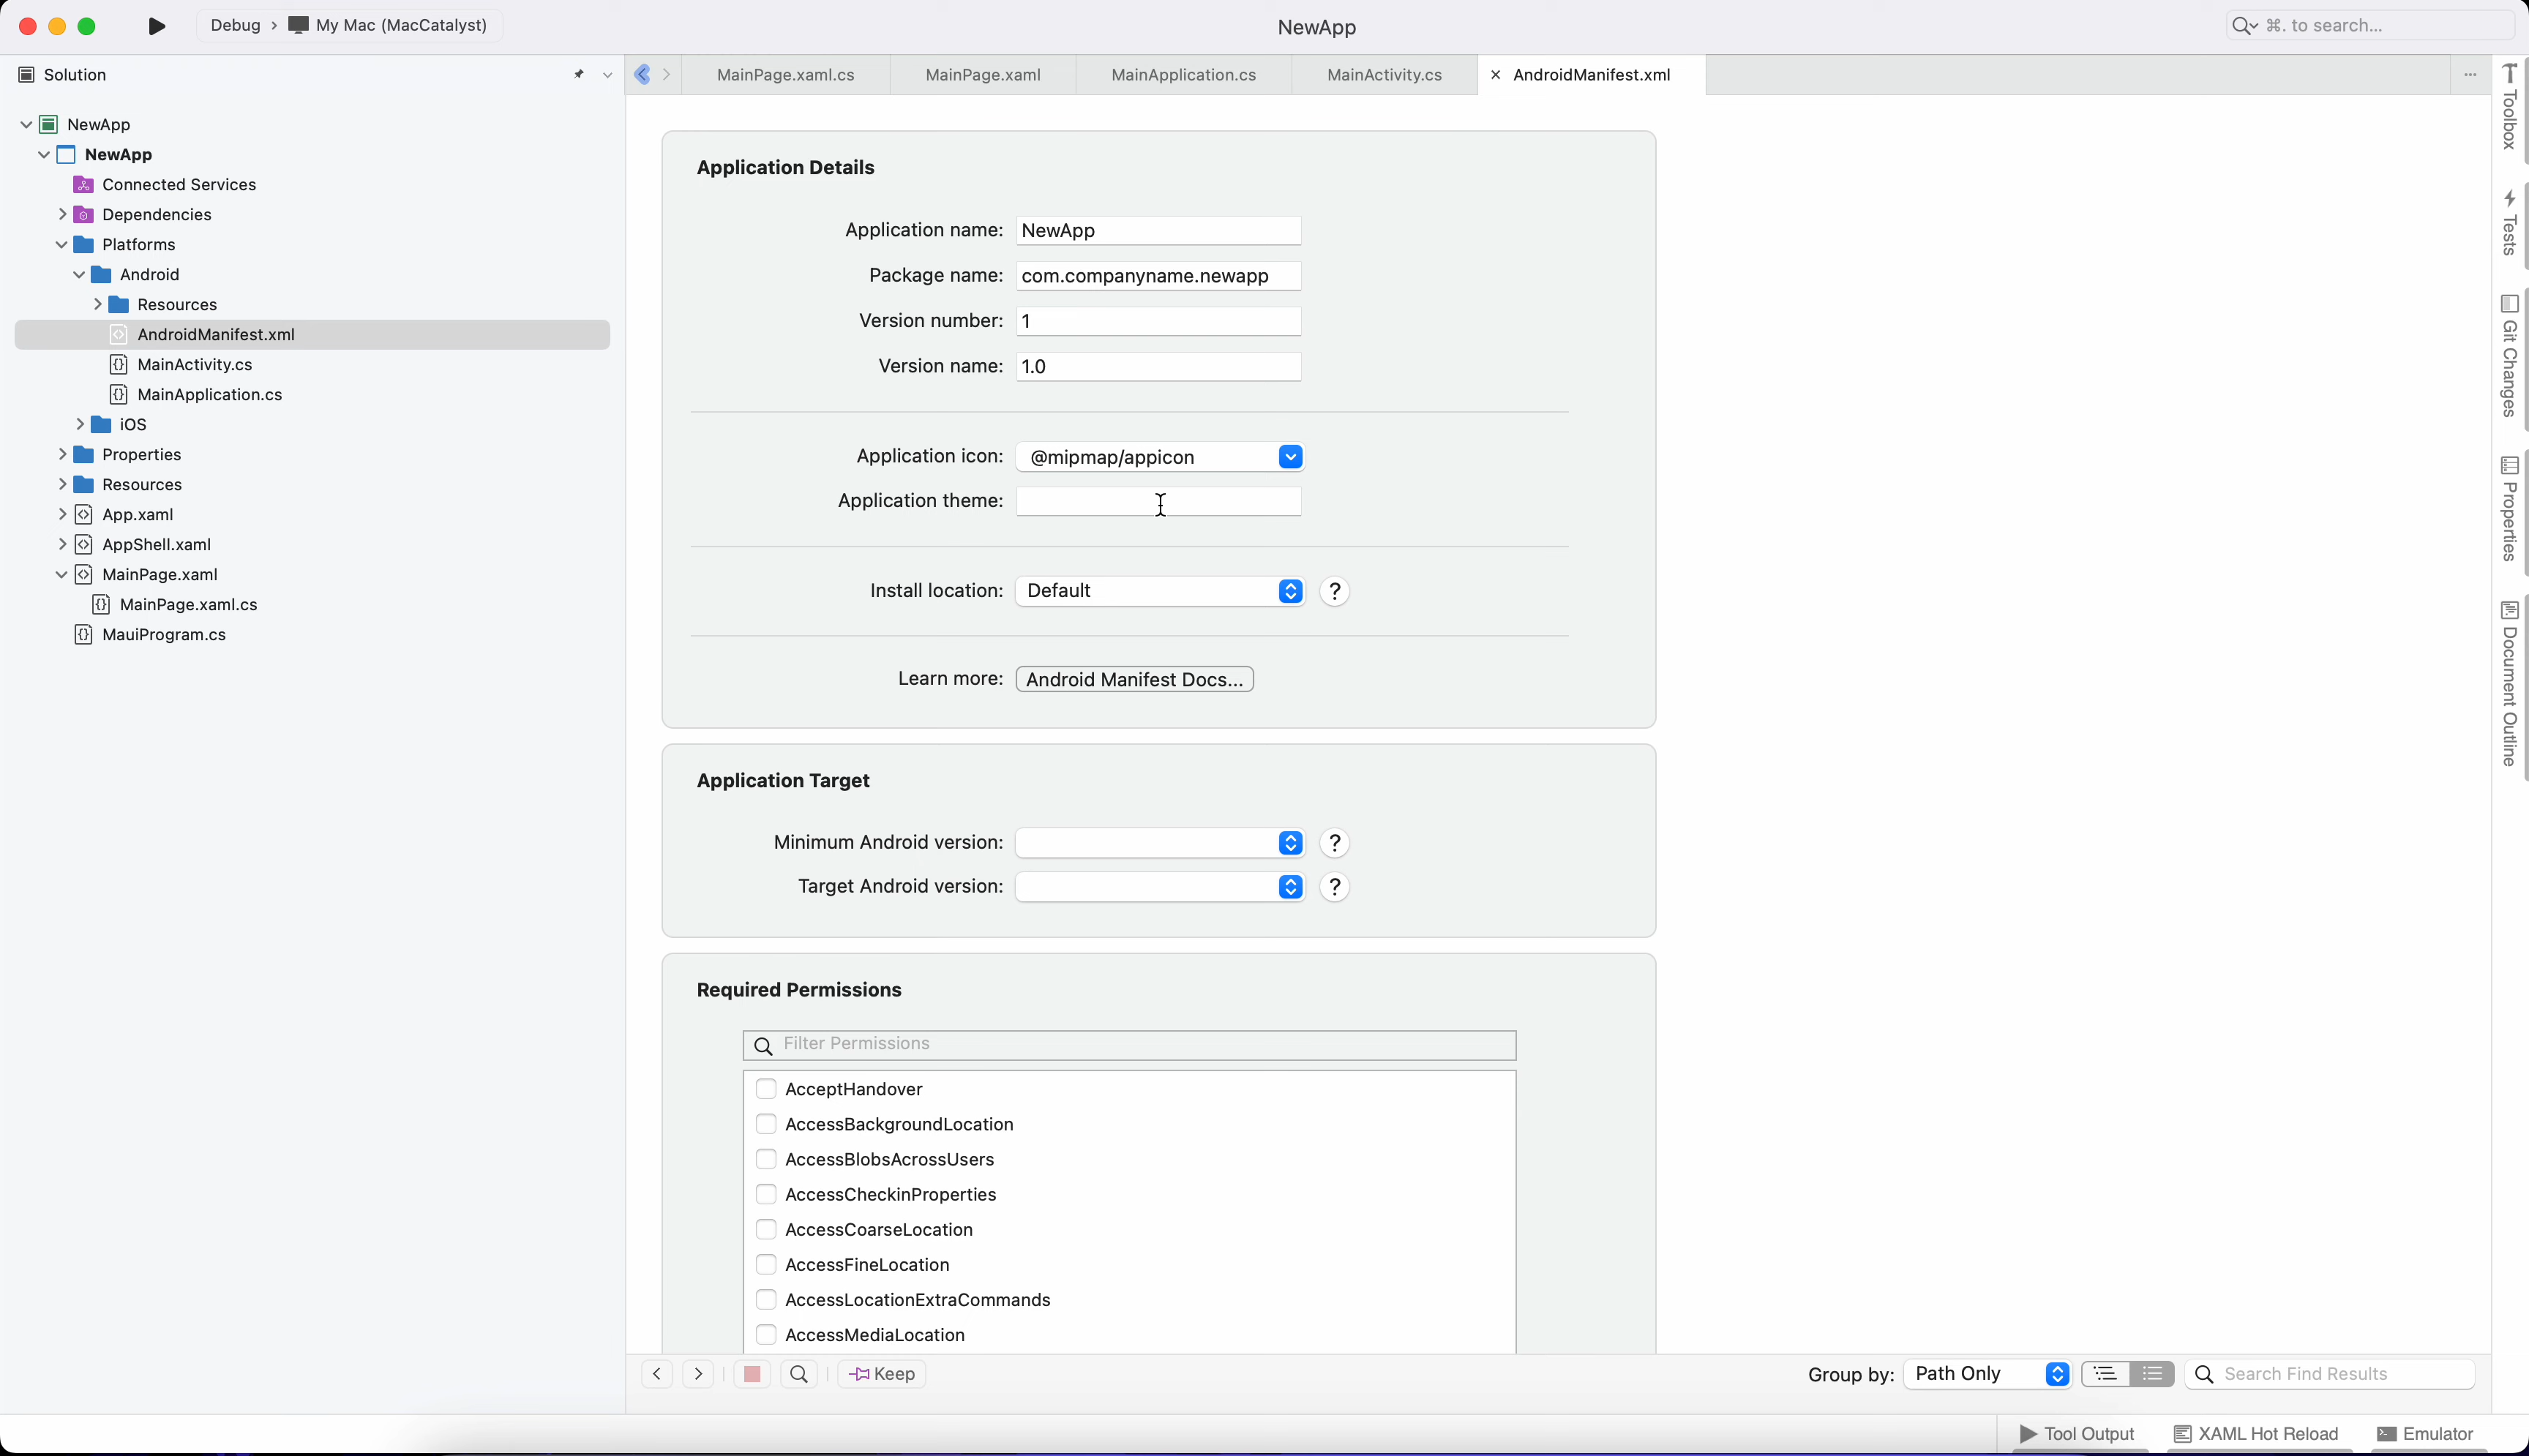 Debug › My Mac (MacCatalyst)
NewApp
⌘. to search...
Solution
MainPage.xaml.cs
MainPage.xaml
MainApplication.cs
MainActivity.cs
× AndroidManifest.xml
NewApp
NewApp
Connected Services
Dependencies
Platforms
Android
Resources
AndroidManifest.xml
MainActivity.cs
MainApplication.cs
iOS
Properties
Resources
App.xaml
AppShell.xaml
MainPage.xaml
MainPage.xaml.cs
MauiProgram.cs
Application Details
Application name: NewApp
Package name: com.companyname.newapp
Version number: 1
Version name: 1.0
Application icon: @mipmap/appicon
Application theme:
Install location: Default ?
Learn more: Android Manifest Docs...
Application Target
Minimum Android version: ?
Target Android version: ?
Required Permissions
Filter Permissions
AcceptHandover
AccessBackgroundLocation
AccessBlobsAcrossUsers
AccessCheckinProperties
AccessCoarseLocation
AccessFineLocation
AccessLocationExtraCommands
AccessMediaLocation
Keep
Group by: Path Only
Search Find Results
Toolbox
Tests
Git Changes
Properties
Document Outline
Tool Output
XAML Hot Reload
Emulator